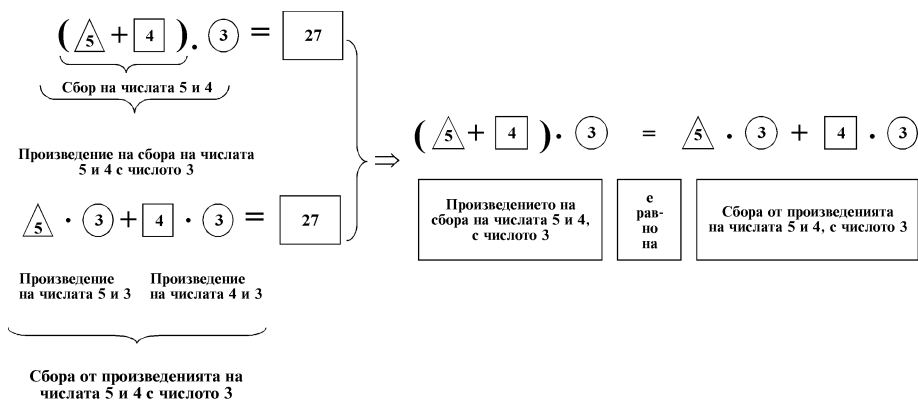 (5 + 4) . 3 = 27
Сбор на числата 5 и 4
Произведение на сбора на числата
5 и 4 с числото 3
5 · 3 + 4 · 3 = 27
Произведение
на числата 5 и 3
Произведение
на числата 4 и 3
Сбора от произведенията на
числата 5 и 4 с числото 3
⇒
(5 + 4) · 3 = 5 · 3 + 4 · 3
Произведението на
сбора на числата 5 и 4,
с числото 3
е
рав-
но
на
Сбора от произведенията
на числата 5 и 4, с числото 3